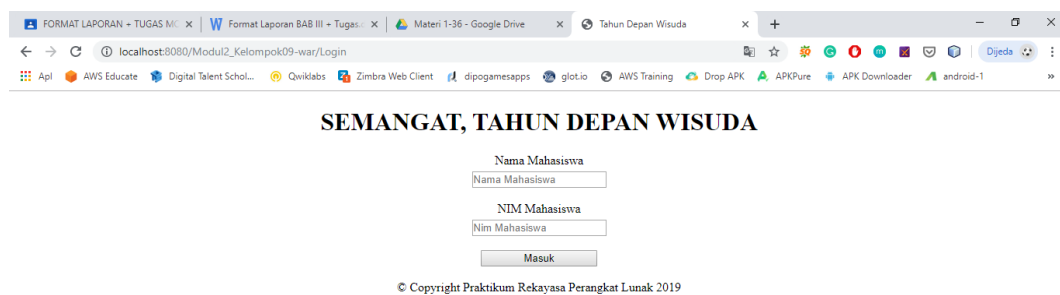 FORMAT LAPORAN + TUGAS MO
Format Laporan BAB III + Tugas.c
Materi 1-36 - Google Drive
Tahun Depan Wisuda
localhost:8080/Modul2_Kelompok09-war/Login
Dijeda
Apl
AWS Educate
Digital Talent Schol...
Qwiklabs
Zimbra Web Client
dipogamesapps
glot.io
AWS Training
Drop APK
APKPure
APK Downloader
android-1
»
SEMANGAT, TAHUN DEPAN WISUDA
Nama Mahasiswa
Nama Mahasiswa
NIM Mahasiswa
Nim Mahasiswa
Masuk
© Copyright Praktikum Rekayasa Perangkat Lunak 2019